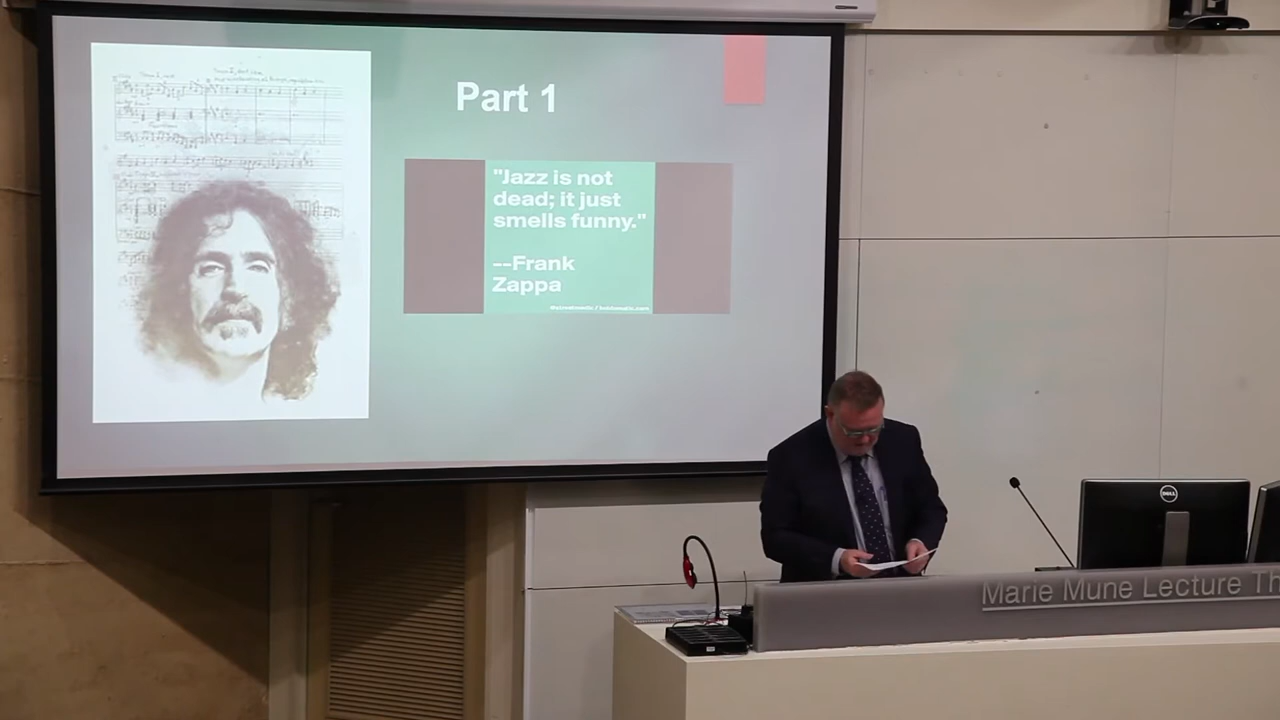 Part 1
"Jazz is not
dead; it just
smells funny."
--Frank
Zappa
DELL
Marie Mune Lecture Th